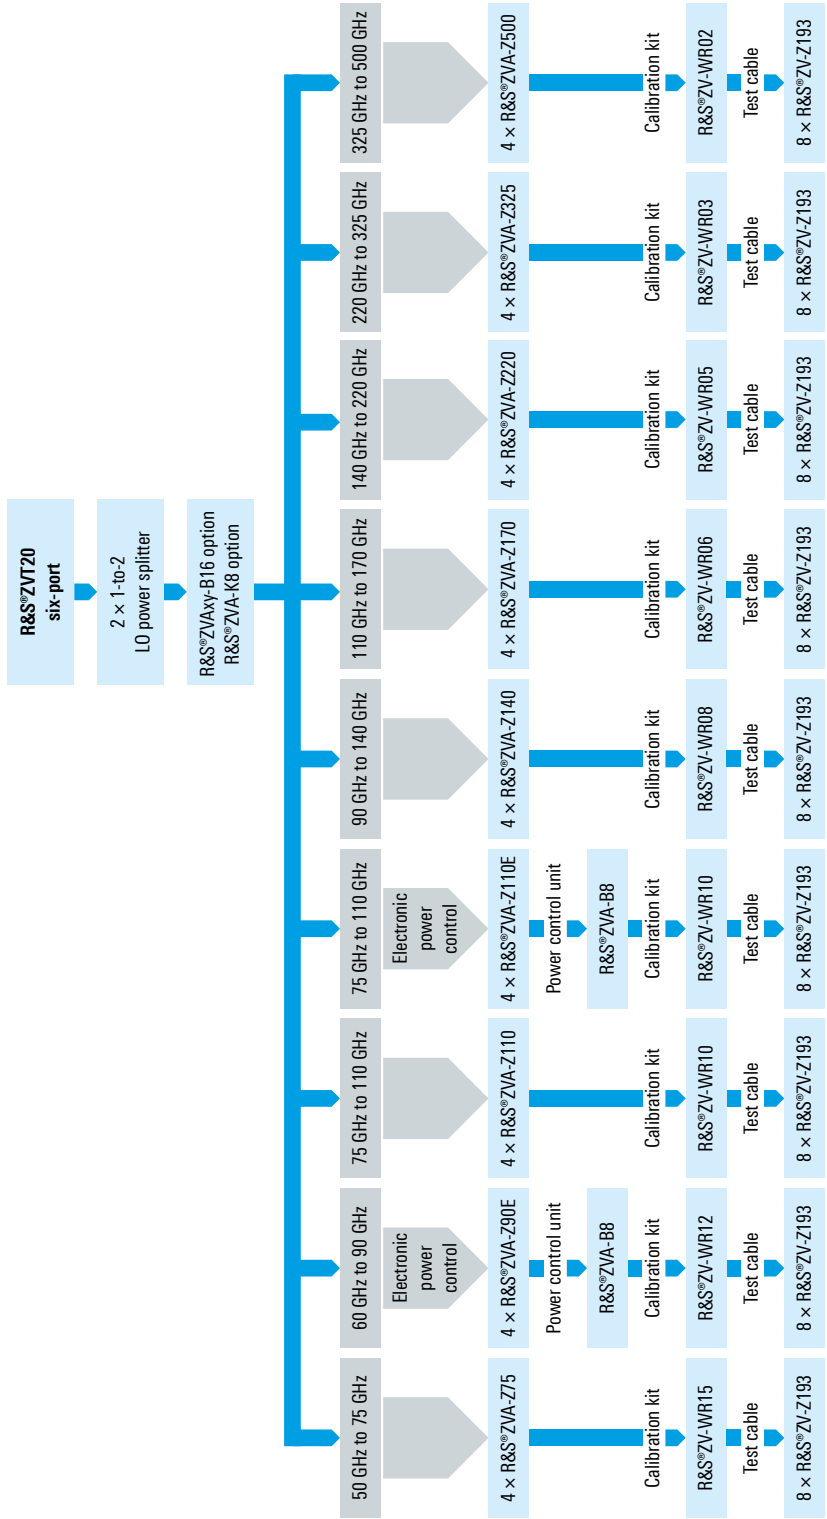 R&S®ZVT20
six-port
2 × 1-to-2
LO power splitter
R&S®ZVAxy-B16 option
R&S®ZVA-K8 option
50 GHz to 75 GHz
4 × R&S®ZVA-Z75
Calibration kit
R&S®ZV-WR15
Test cable
8 × R&S®ZV-Z193
60 GHz to 90 GHz
Electronic
power
control
4 × R&S®ZVA-Z90E
Power control unit
R&S®ZVA-B8
Calibration kit
R&S®ZV-WR12
Test cable
8 × R&S®ZV-Z193
75 GHz to 110 GHz
4 × R&S®ZVA-Z110
Calibration kit
R&S®ZV-WR10
Test cable
8 × R&S®ZV-Z193
75 GHz to 110 GHz
Electronic
power
control
4 × R&S®ZVA-Z110E
Power control unit
R&S®ZVA-B8
Calibration kit
R&S®ZV-WR10
Test cable
8 × R&S®ZV-Z193
90 GHz to 140 GHz
4 × R&S®ZVA-Z140
Calibration kit
R&S®ZV-WR08
Test cable
8 × R&S®ZV-Z193
110 GHz to 170 GHz
4 × R&S®ZVA-Z170
Calibration kit
R&S®ZV-WR06
Test cable
8 × R&S®ZV-Z193
140 GHz to 220 GHz
4 × R&S®ZVA-Z220
Calibration kit
R&S®ZV-WR05
Test cable
8 × R&S®ZV-Z193
220 GHz to 325 GHz
4 × R&S®ZVA-Z325
Calibration kit
R&S®ZV-WR03
Test cable
8 × R&S®ZV-Z193
325 GHz to 500 GHz
4 × R&S®ZVA-Z500
Calibration kit
R&S®ZV-WR02
Test cable
8 × R&S®ZV-Z193